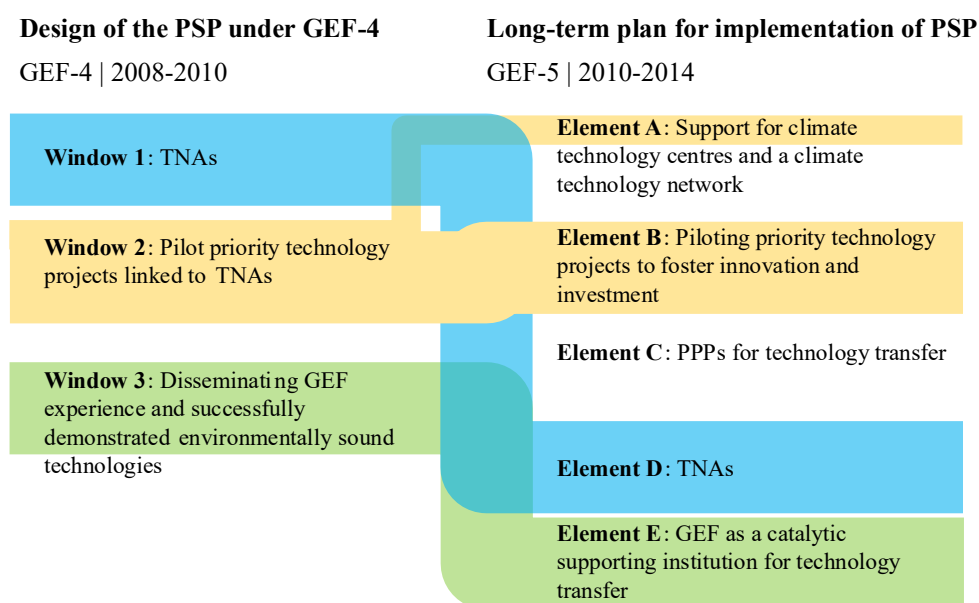 Design of the PSP under GEF-4
GEF-4 | 2008-2010
Window 1: TNAs
Window 2: Pilot priority technology
projects linked to TNAs
Window 3: Disseminating GEF
experience and successfully
demonstrated environmentally sound
technologies
Long-term plan for implementation of PSP
GEF-5 | 2010-2014
Element A: Support for climate
technology centres and a climate
technology network
Element B: Piloting priority technology
projects to foster innovation and
investment
Element C: PPPs for technology transfer
Element D: TNAs
Element E: GEF as a catalytic
supporting institution for technology
transfer